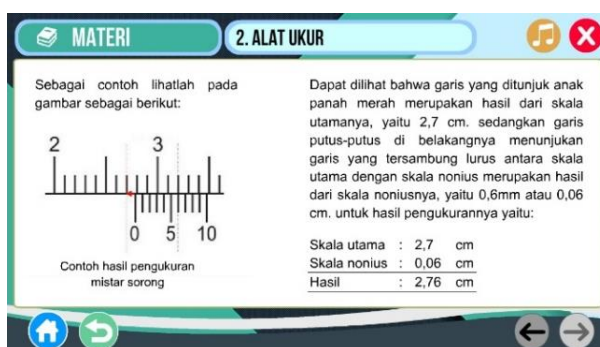 MATERI
2. ALAT UKUR
Sebagai contoh lihatlah pada
gambar sebagai berikut:
2 3
0 5 10
Contoh hasil pengukuran
mistar sorong
Dapat dilihat bahwa garis yang ditunjuk anak
panah merah merupakan hasil dari skala
utamanya, yaitu 2,7 cm. sedangkan garis
putus-putus di belakangnya menunjukan
garis yang tersambung lurus antara skala
utama dengan skala nonius merupakan hasil
dari skala noniusnya, yaitu 0,6mm atau 0,06
cm. untuk hasil pengukurannya yaitu:
Skala utama : 2,7 cm
Skala nonius : 0,06 cm
Hasil : 2,76 cm